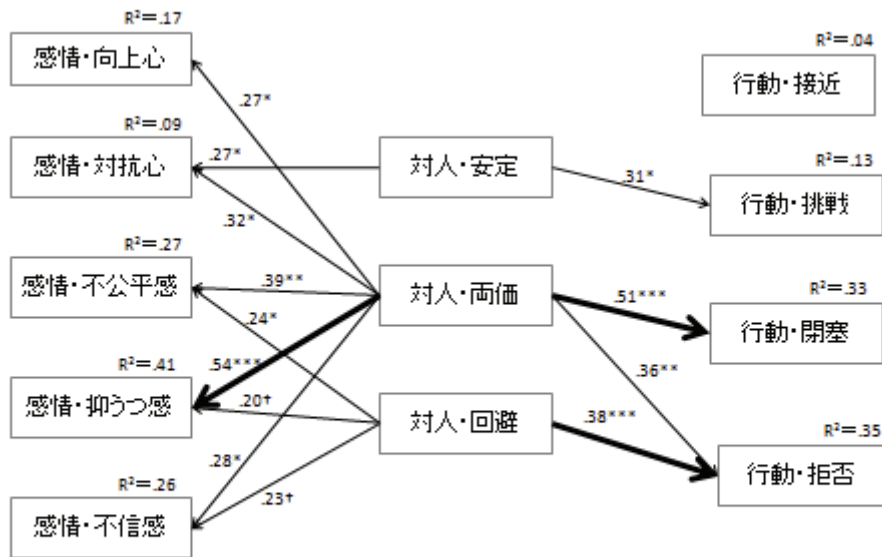 R²=.17
感情・向上心
R²=.09
感情・対抗心
R²=.27
感情・不公平感
R²=.41
感情・抑うつ感
R²=.26
感情・不信感
.27*
.27*
.32*
.39**
.24*
.54***
.20†
.28*
.23†
対人・安定
対人・両価
対人・回避
.31*
.51***
.36**
.38***
R²=.04
行動・接近
R²=.13
行動・挑戦
R²=.33
行動・閉塞
R²=.35
行動・拒否